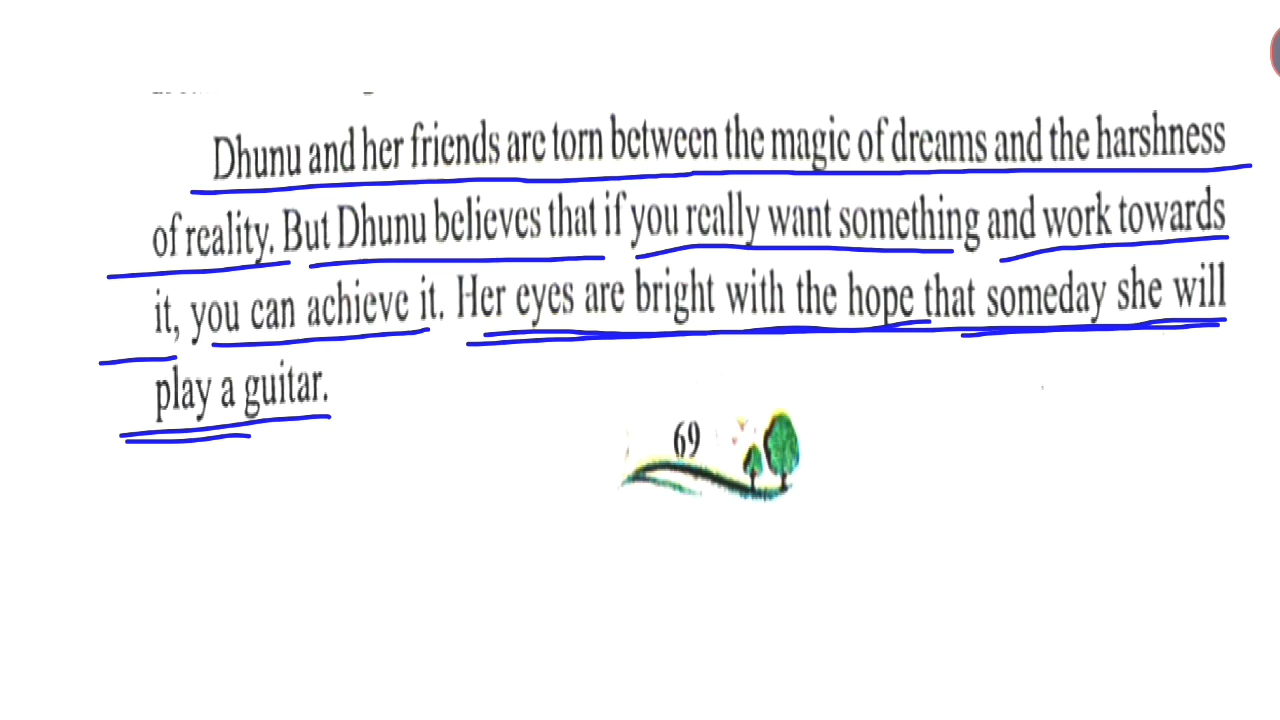 Dhunu and her friends are torn between the magic of dreams and the harshness
of reality. But Dhunu believes that if you really want something and work towards
it, you can achieve it. Her eyes are bright with the hope that someday she will
play a guitar.
69